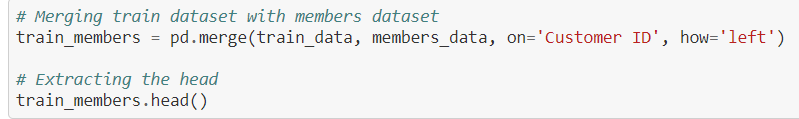 # Merging train dataset with members dataset
train_members = pd.merge(train_data, members_data, on='Customer ID', how='left')
# Extracting the head
train_members.head()